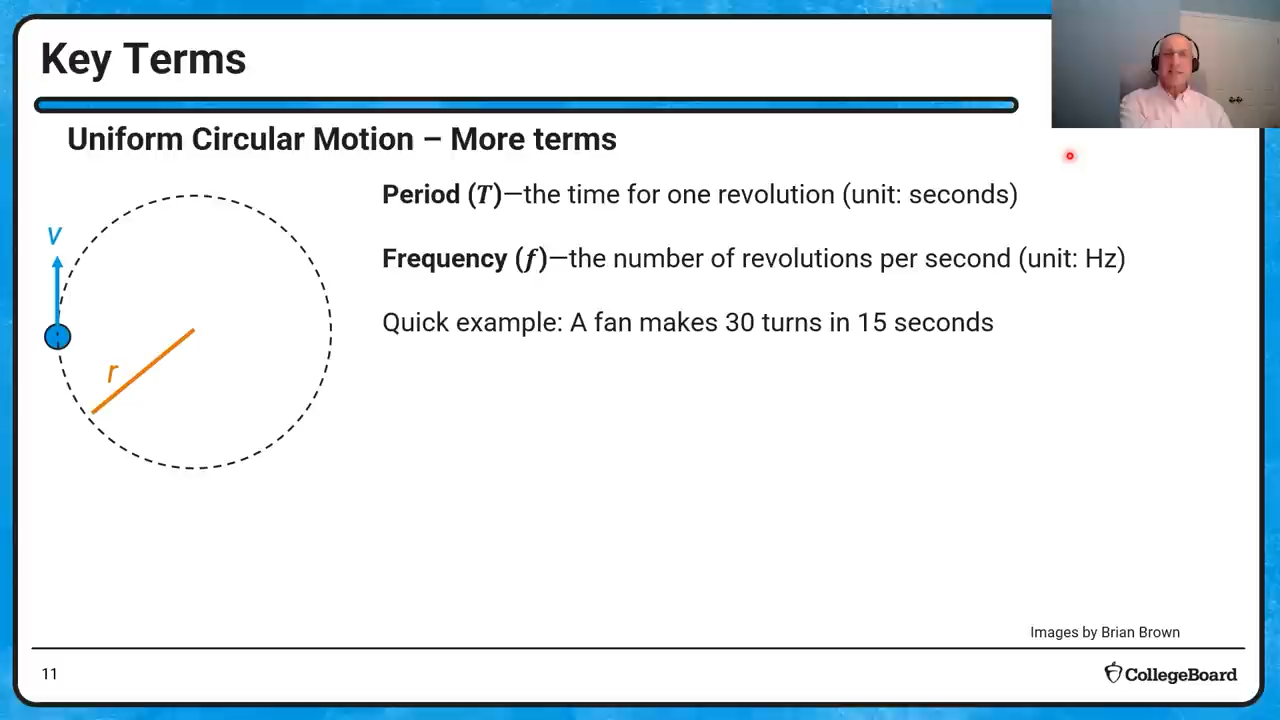 Key Terms
Uniform Circular Motion – More terms
Period (T)—the time for one revolution (unit: seconds)
v
Frequency (f)—the number of revolutions per second (unit: Hz)
Quick example: A fan makes 30 turns in 15 seconds
r
Images by Brian Brown
11
CollegeBoard